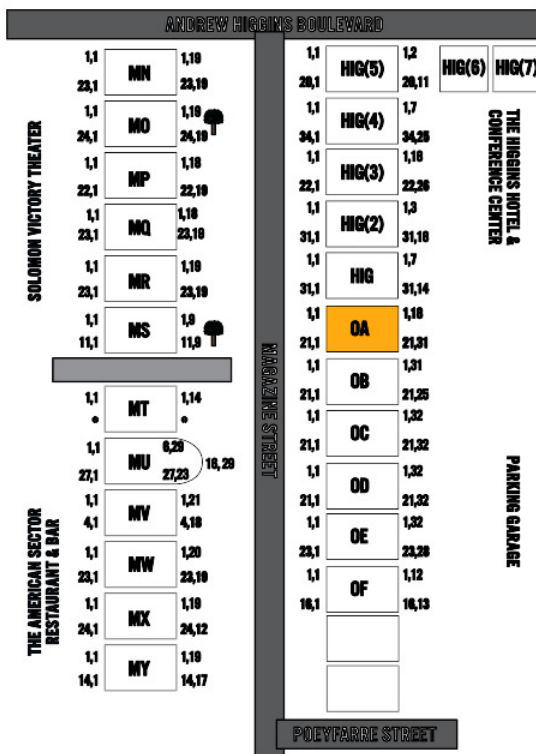 ANDREW HIGGINS BOULEVARD
1,1 MN 1,19
23,1 23,19
1,1 MO 1,19
24,1 24,19
1,1 MP 1,18
22,1 22,19
1,1 MQ 1,18
23,1 23,19
1,1 MR 1,19
23,1 23,19
1,1 MS 1,9
11,1 11,9
1,1 MT 1,14
1,1 MU 6,29
27,1 27,23 16,29
1,1 MV 1,21
4,1 4,18
1,1 MW 1,20
23,1 23,19
1,1 MX 1,19
24,1 24,12
1,1 MY 1,19
14,1 14,17
SOLOMON VICTORY THEATER
THE AMERICAN SECTOR
RESTAURANT & BAR
MAGAZINE STREET
1,1 HIG(5) 1,2 HIG(6) HIG(7)
20,1 20,11
1,1 HIG(4) 1,7
34,1 34,25
1,1 HIG(3) 1,18
22,1 22,26
1,1 HIG(2) 1,3
31,1 31,18
1,1 HIG 1,7
31,1 31,14
1,1 OA 1,18
21,1 21,31
1,1 OB 1,31
21,1 21,25
1,1 OC 1,32
21,1 21,32
1,1 OD 1,32
21,1 21,32
1,1 OE 1,32
23,1 23,28
1,1 OF 1,12
16,1 16,13
THE HIGGINS HOTEL &
CONFERENCE CENTER
PARKING GARAGE
POEYFARRE STREET